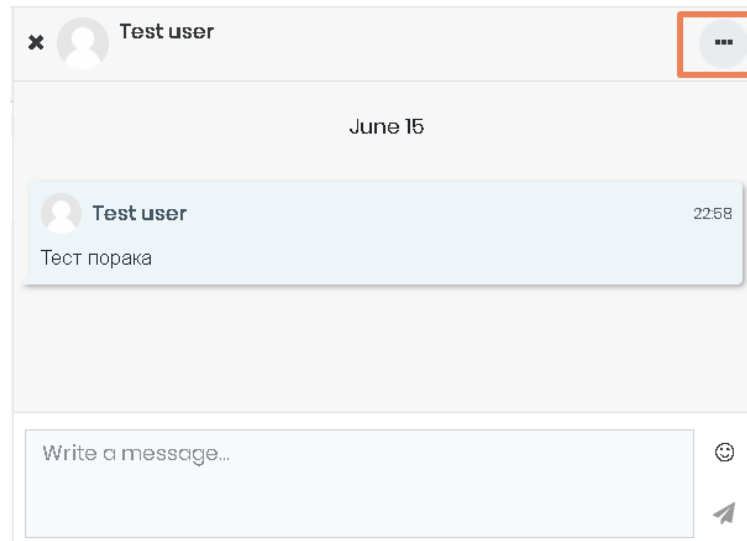 Test user
June 15
Test user
22:58
Тест порака
Write a message...